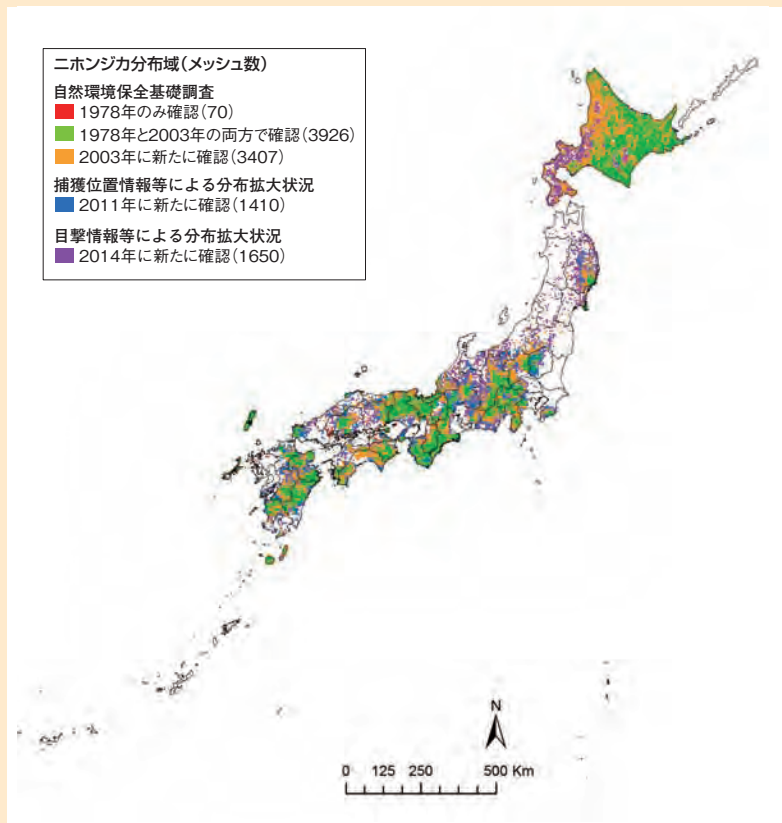 ニホンジカ分布域(メッシュ数)
自然環境保全基礎調査
1978年のみ確認(70)
1978年と2003年の両方で確認(3926)
2003年に新たに確認(3407)
捕獲位置情報等による分布拡大状況
2011年に新たに確認(1410)
目撃情報等による分布拡大状況
2014年に新たに確認(1650)
N
0 125 250 500 Km